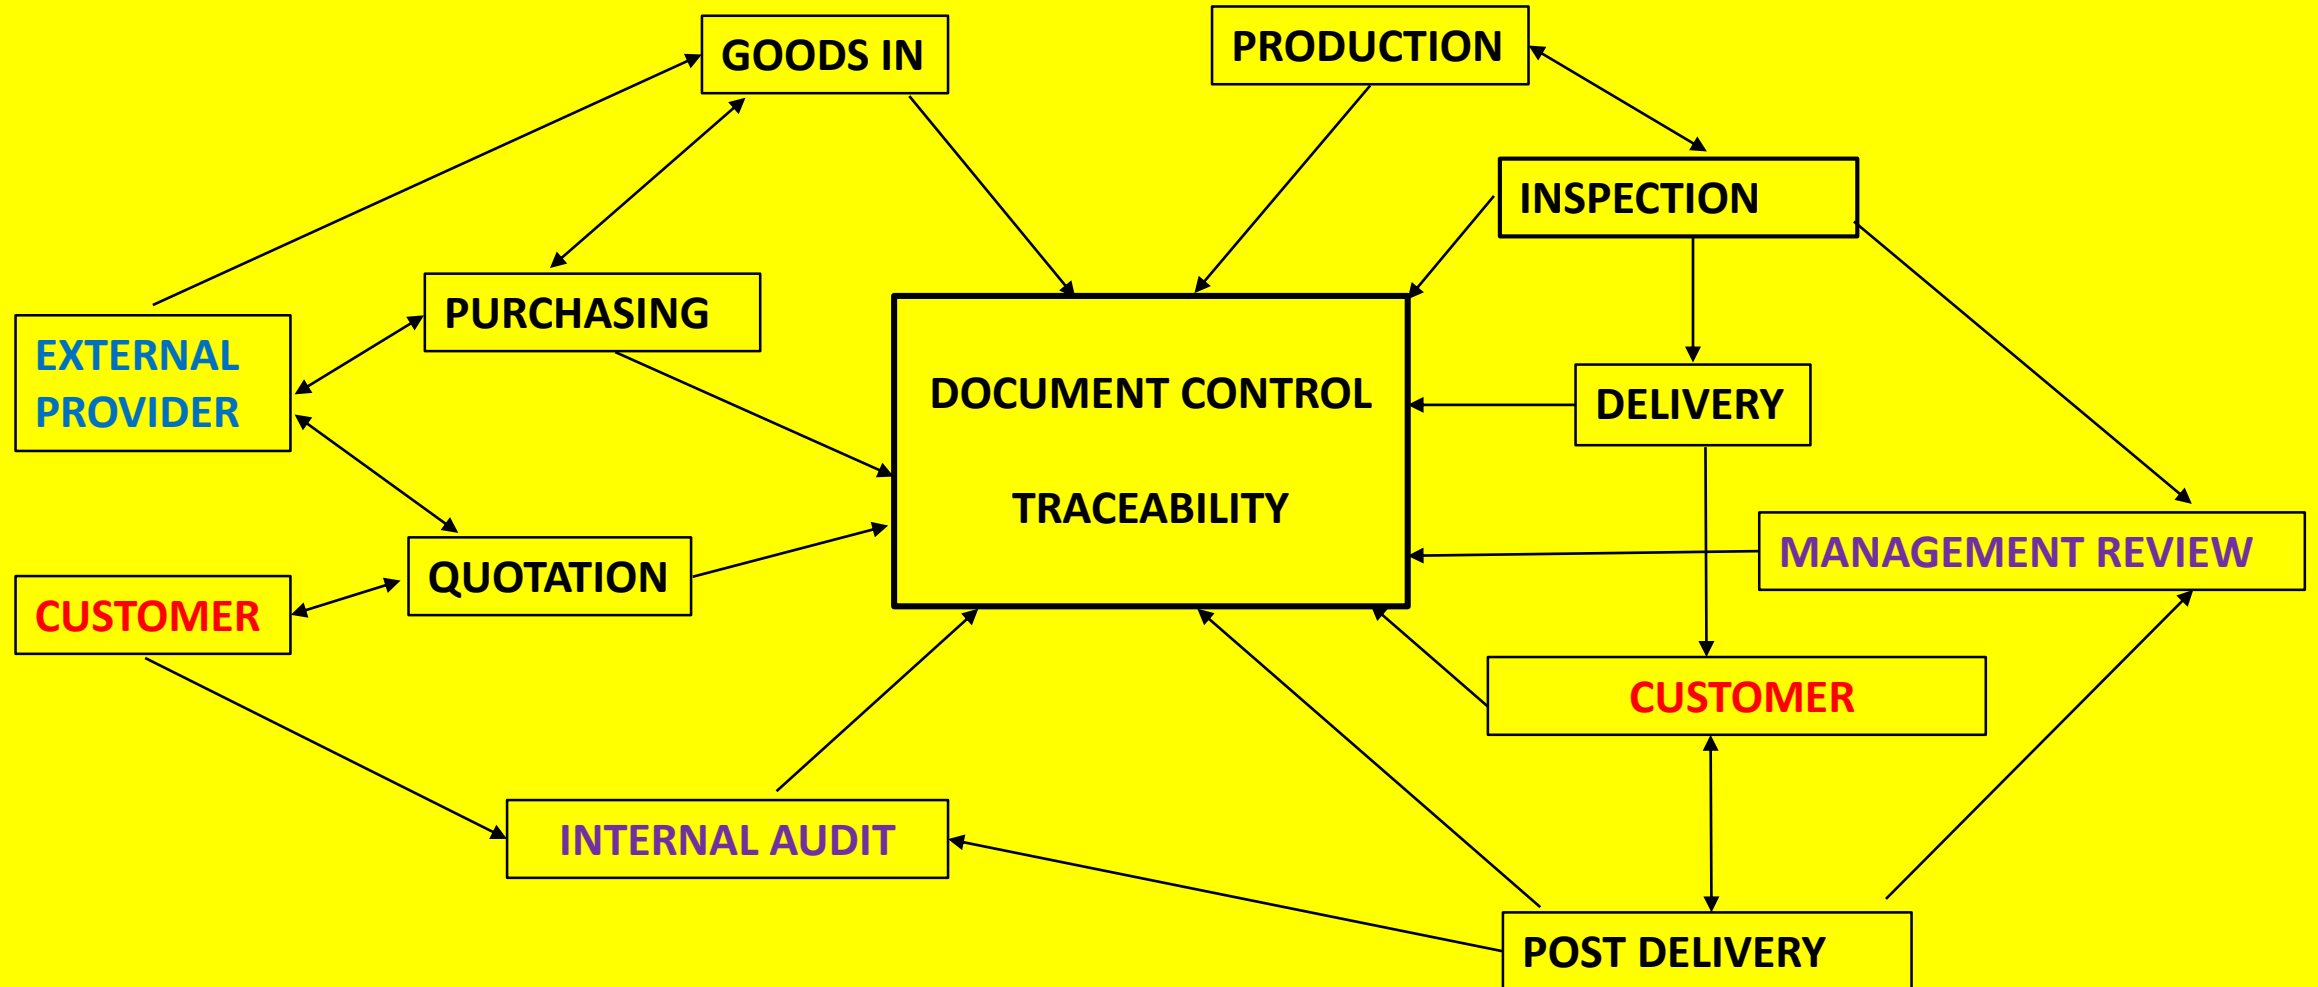 GOODS IN
PRODUCTION
INSPECTION
PURCHASING
EXTERNAL
PROVIDER
DOCUMENT CONTROL
TRACEABILITY
DELIVERY
QUOTATION
MANAGEMENT REVIEW
CUSTOMER
CUSTOMER
INTERNAL AUDIT
POST DELIVERY